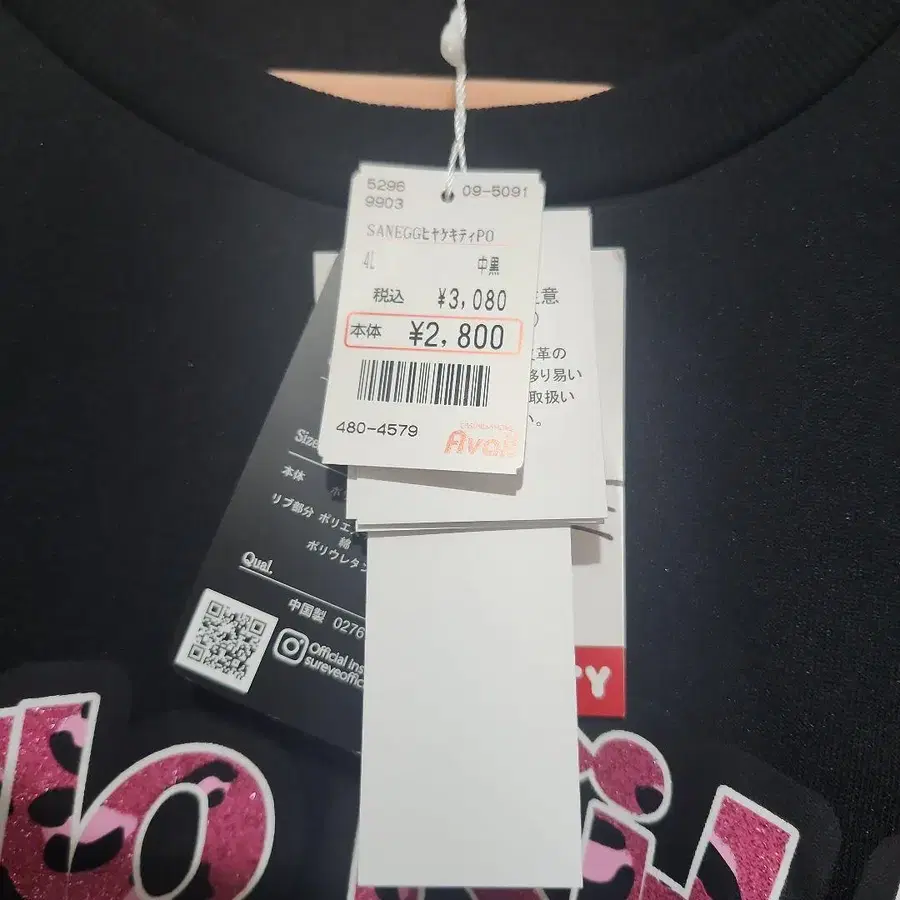 5296
09-5091
9903
SANEGGヒヤケキティPO
4L
中黒
税込 ¥3,080
本体 ¥2,800
480-4579
Avail
意
革の
移り易い
取扱い
い。
Size
本体
リブ部分 ポリエ
綿
ポリウレタン
Qual.
中国製 0276
Official Ins
sureveoffic
TY